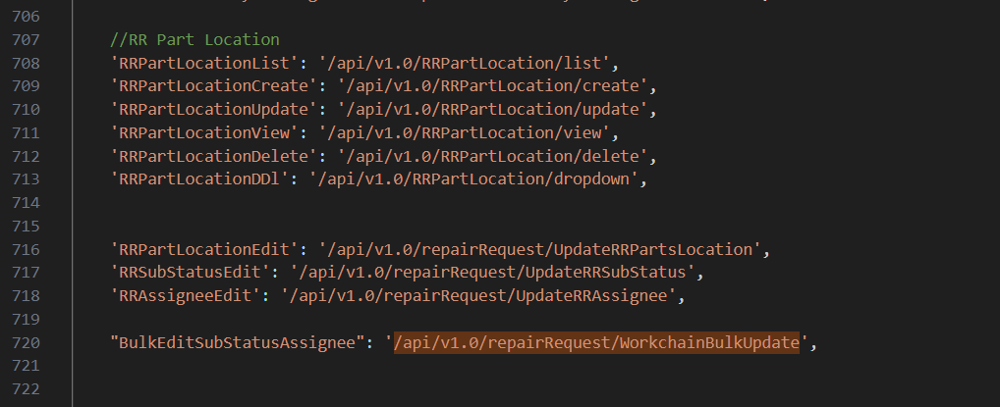 706
707 //RR Part Location
708 'RRPartLocationList': '/api/v1.0/RRPartLocation/list',
709 'RRPartLocationCreate': '/api/v1.0/RRPartLocation/create',
710 'RRPartLocationUpdate': '/api/v1.0/RRPartLocation/update',
711 'RRPartLocationView': '/api/v1.0/RRPartLocation/view',
712 'RRPartLocationDelete': '/api/v1.0/RRPartLocation/delete',
713 'RRPartLocationDDl': '/api/v1.0/RRPartLocation/dropdown',
714
715
716 'RRPartLocationEdit': '/api/v1.0/repairRequest/UpdateRRPartsLocation',
717 'RRSubStatusEdit': '/api/v1.0/repairRequest/UpdateRRSubStatus',
718 'RRAssigneeEdit': '/api/v1.0/repairRequest/UpdateRRAssignee',
719
720 "BulkEditSubStatusAssignee": '/api/v1.0/repairRequest/WorkchainBulkUpdate',
721
722